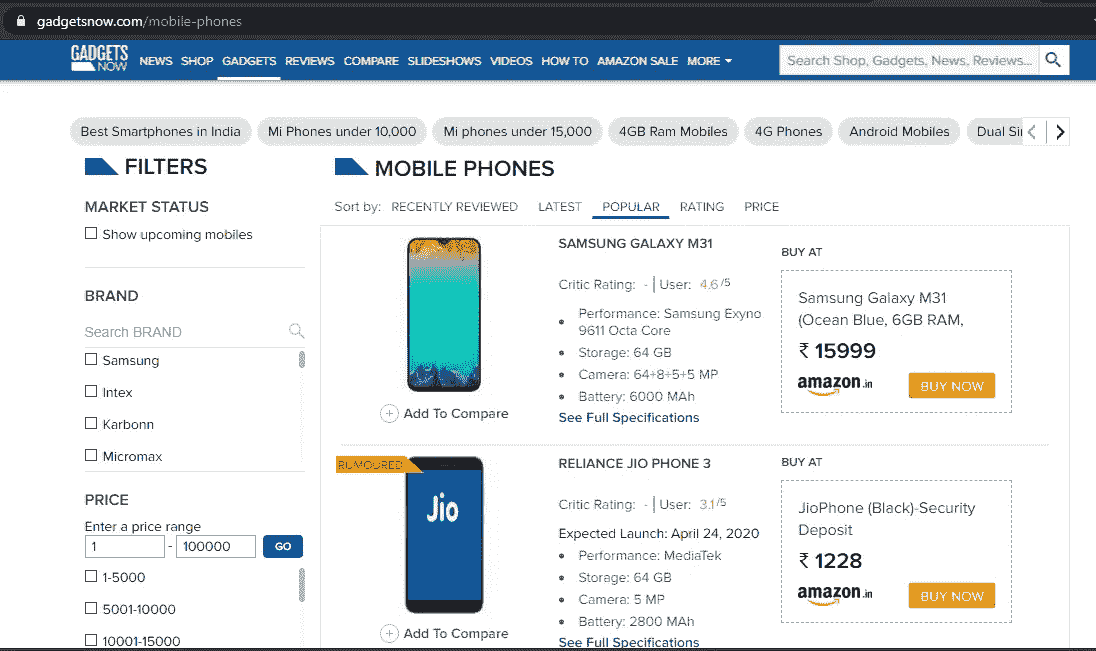 gadgetsnow.com/mobile-phones
GADGETS
NOW
NEWS SHOP GADGETS REVIEWS COMPARE SLIDESHOWS VIDEOS HOW TO AMAZON SALE MORE
Search Shop, Gadgets, News, Reviews...
Best Smartphones in India
Mi Phones under 10,000
Mi phones under 15,000
4GB Ram Mobiles
4G Phones
Android Mobiles
Dual Si
FILTERS
MARKET STATUS
Show upcoming mobiles
BRAND
Search BRAND
Samsung
Intex
Karbonn
Micromax
PRICE
Enter a price range
1 - 100000 GO
1-5000
5001-10000
10001-15000
MOBILE PHONES
Sort by: RECENTLY REVIEWED LATEST POPULAR RATING PRICE
SAMSUNG GALAXY M31
Critic Rating: - | User: 4.6/5
• Performance: Samsung Exyno
9611 Octa Core
• Storage: 64 GB
• Camera: 64+8+5+5 MP
• Battery: 6000 MAh
See Full Specifications
Add To Compare
BUY AT
Samsung Galaxy M31
(Ocean Blue, 6GB RAM,
₹ 15999
amazon.in
BUY NOW
RUMOURED
Jio
RELIANCE JIO PHONE 3
Critic Rating: - | User: 3.1/5
Expected Launch: April 24, 2020
• Performance: MediaTek
• Storage: 64 GB
• Camera: 5 MP
• Battery: 2800 MAh
See Full Specifications
Add To Compare
BUY AT
JioPhone (Black)-Security
Deposit
₹ 1228
amazon.in
BUY NOW